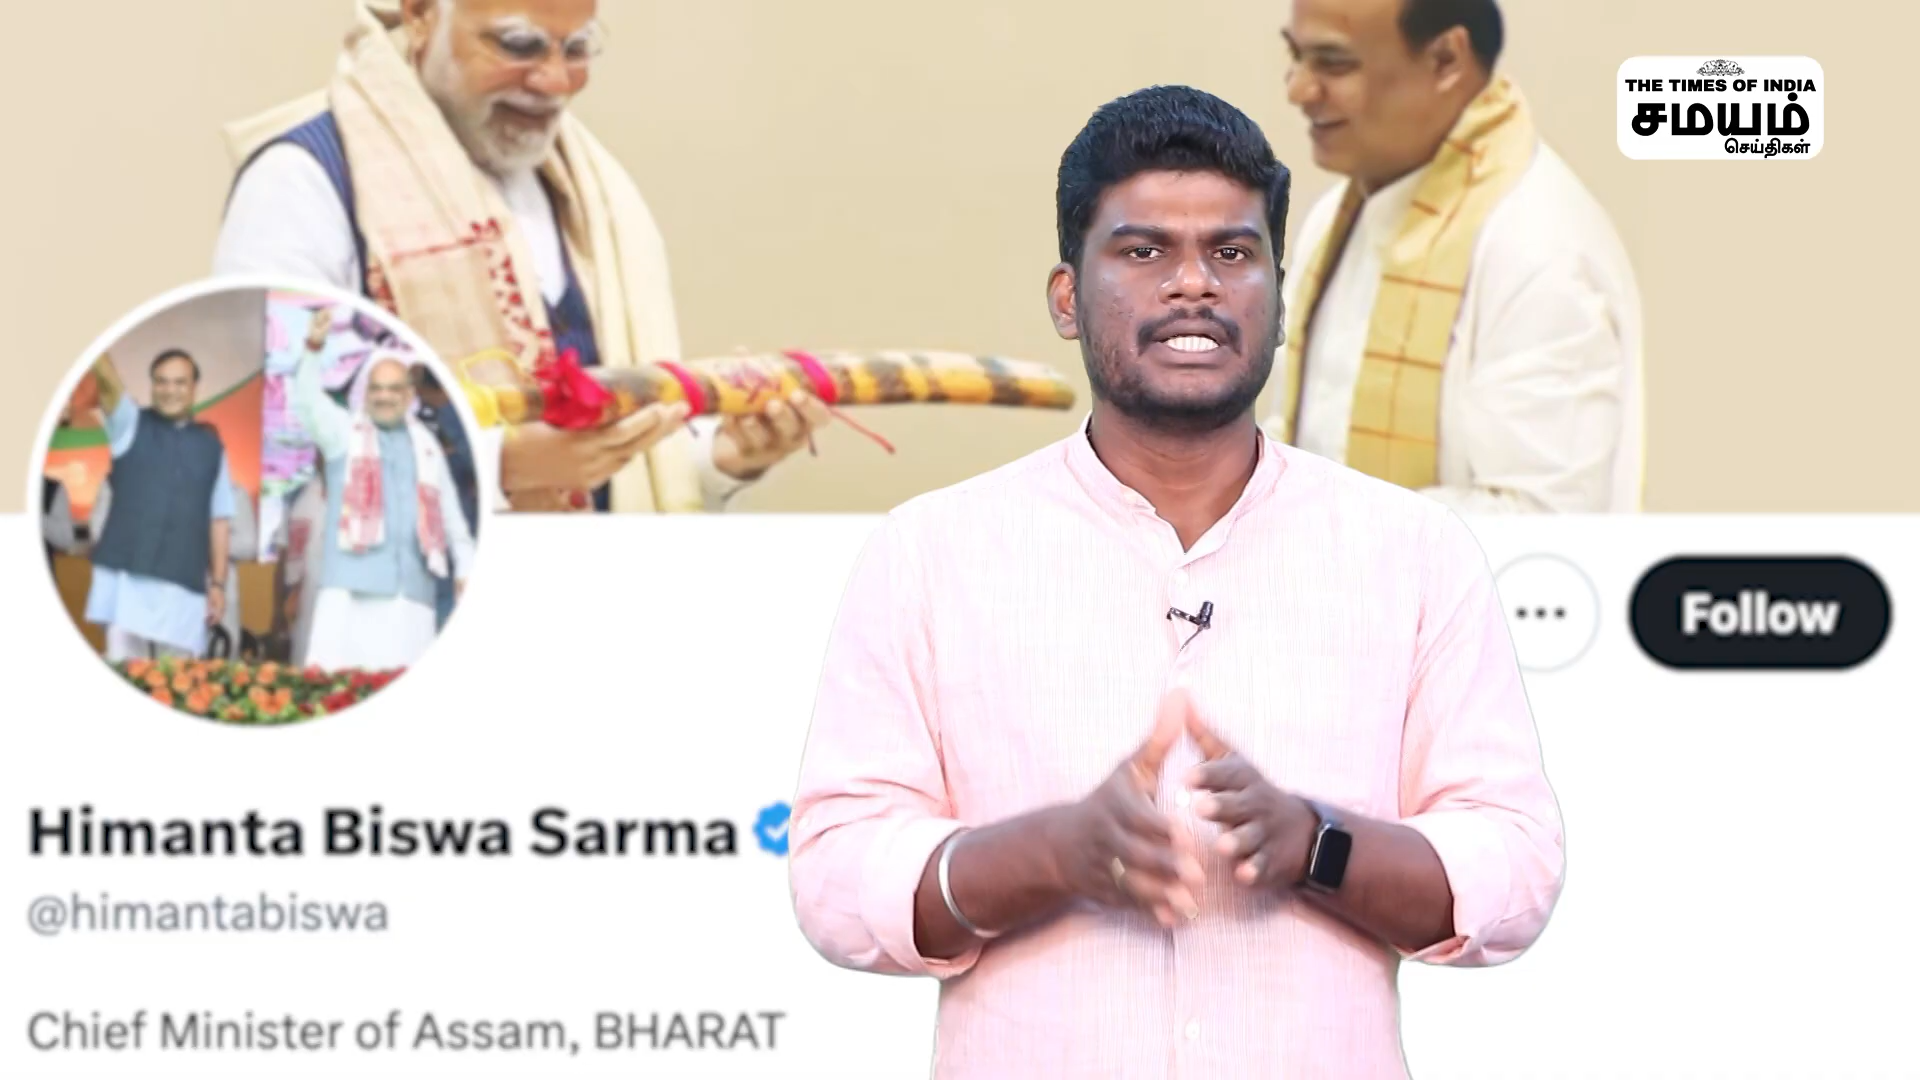 THE TIMES OF INDIA
சமயம்
செய்திகள்
Follow
Himanta Biswa Sarma
@himantabiswa
Chief Minister of Assam, BHARAT